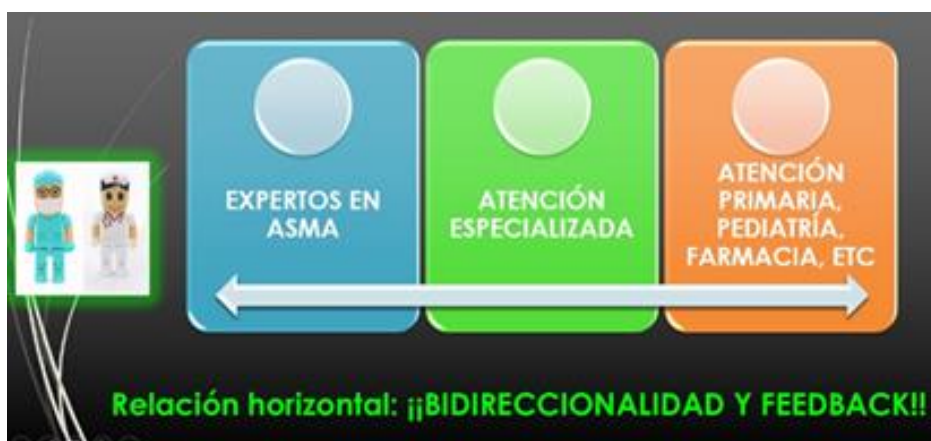 EXPERTOS EN
ASMA
ATENCIÓN
ESPECIALIZADA
ATENCIÓN
PRIMARIA,
PEDIATRÍA,
FARMACIA, ETC
Relación horizontal: ¡¡BIDIRECCIONALIDAD Y FEEDBACK!!